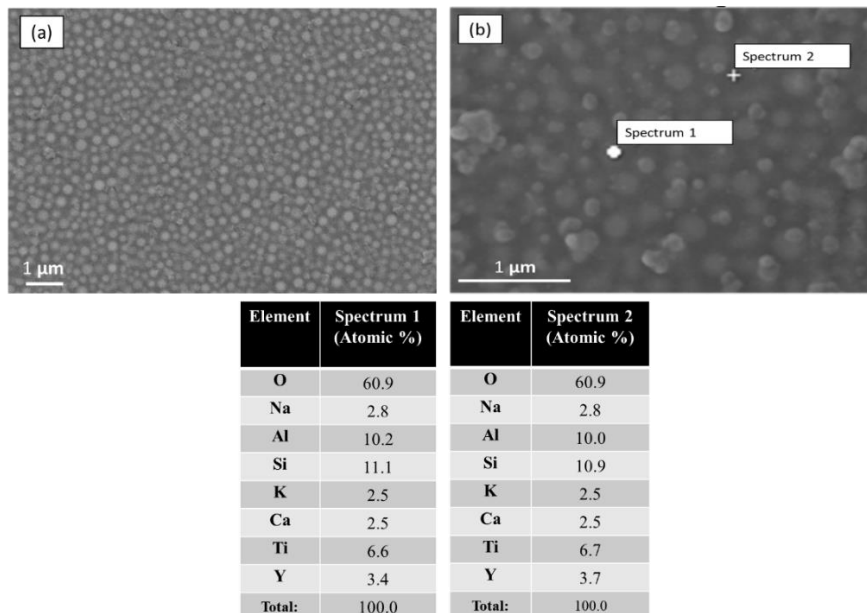 (a)
1 μm
(b)
Spectrum 2
Spectrum 1
1 μm
Element Spectrum 1
(Atomic %)
O 60.9
Na 2.8
Al 10.2
Si 11.1
K 2.5
Ca 2.5
Ti 6.6
Y 3.4
Total: 100.0
Element Spectrum 2
(Atomic %)
O 60.9
Na 2.8
Al 10.0
Si 10.9
K 2.5
Ca 2.5
Ti 6.7
Y 3.7
Total: 100.0